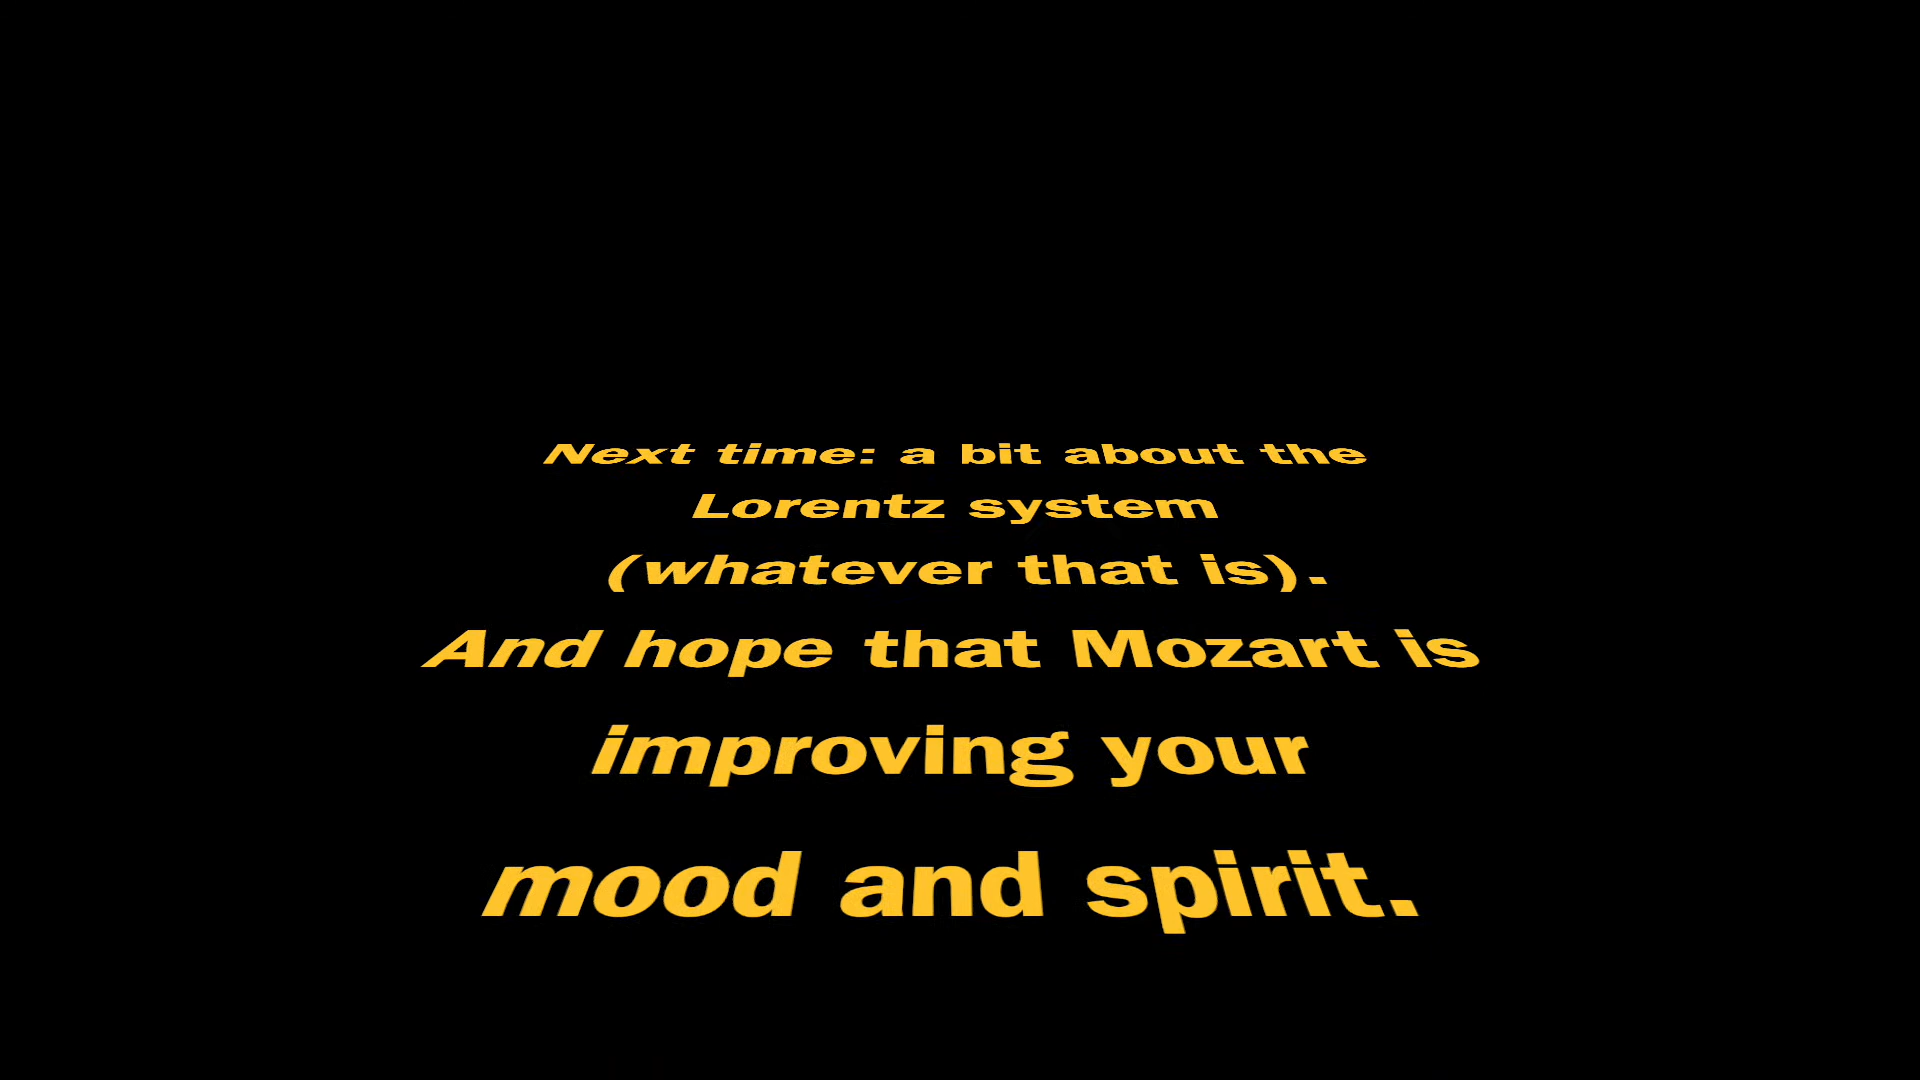 Next time: a bit about the
Lorentz system
(whatever that is).
And hope that Mozart is
improving your
mood and spirit.